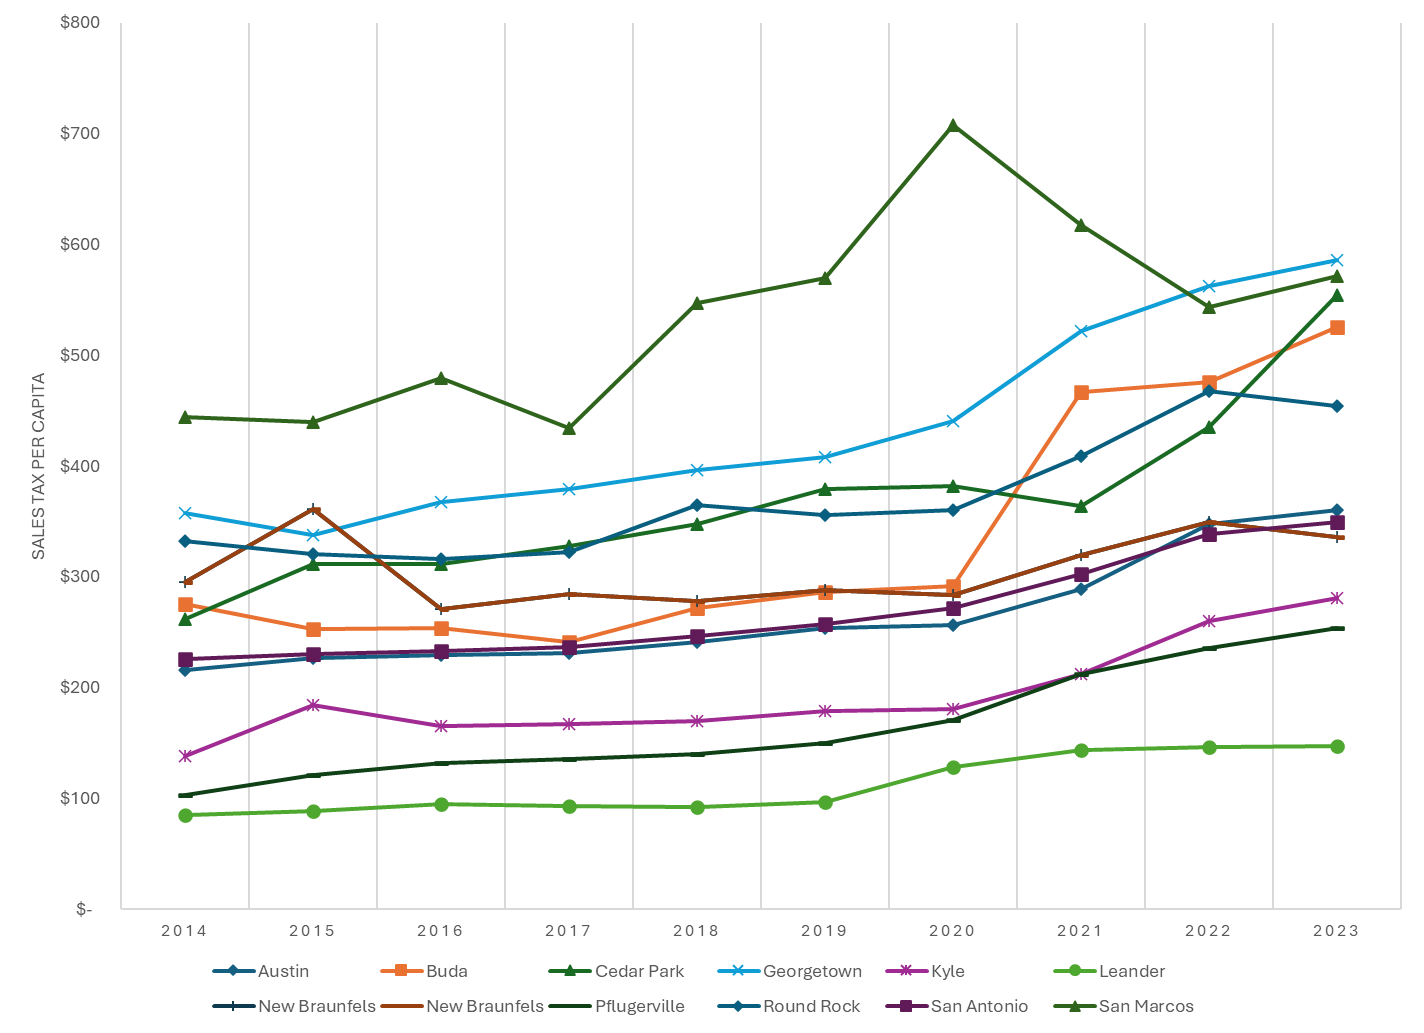 $800
$700
$600
$500
$400
$300
$200
$100
$-
SALES TAX PER CAPITA
2014 2015 2016 2017 2018 2019 2020 2021 2022 2023
Austin Buda Cedar Park Georgetown Kyle Leander
New Braunfels New Braunfels Pflugerville Round Rock San Antonio San Marcos